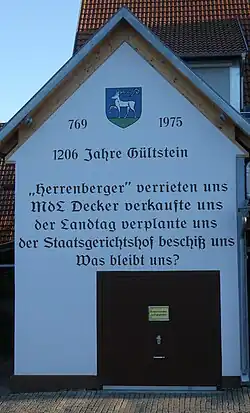 769 1975
1206 Jahre Gültstein
„Herrenberger" verrieten uns
MdL Decker verkaufte uns
der Landtag verplante uns
der Staatsgerichtshof beschiß uns
Was bleibt uns?